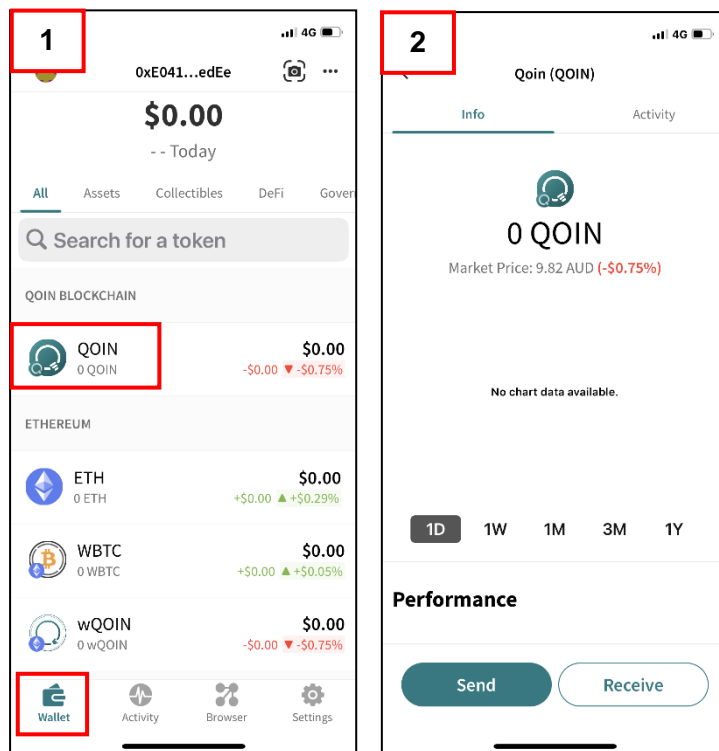 1
4G
0xE041...edEe
$0.00
- - Today
All Assets Collectibles DeFi Gover
Search for a token
QOIN BLOCKCHAIN
QOIN $0.00
0 QOIN -$0.00 ▼ -$0.75%
ETHEREUM
ETH $0.00
0 ETH +$0.00 ▲ +$0.29%
WBTC $0.00
0 WBTC +$0.00 ▲ +$0.05%
wQOIN $0.00
0 wQOIN -$0.00 ▼ -$0.75%
Wallet Activity Browser Settings
2
4G
Qoin (QOIN)
Info Activity
0 QOIN
Market Price: 9.82 AUD (-$0.75%)
No chart data available.
1D 1W 1M 3M 1Y
Performance
Send Receive